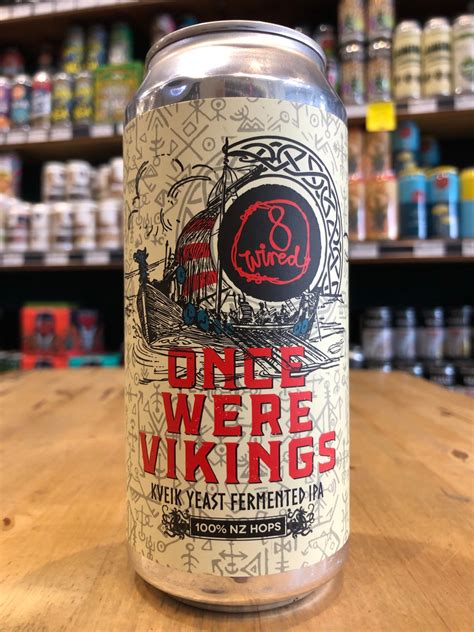 8
wired
ONCE
WERE
VIKINGS
KVEIK YEAST FERMENTED IPA
100% NZ HOPS